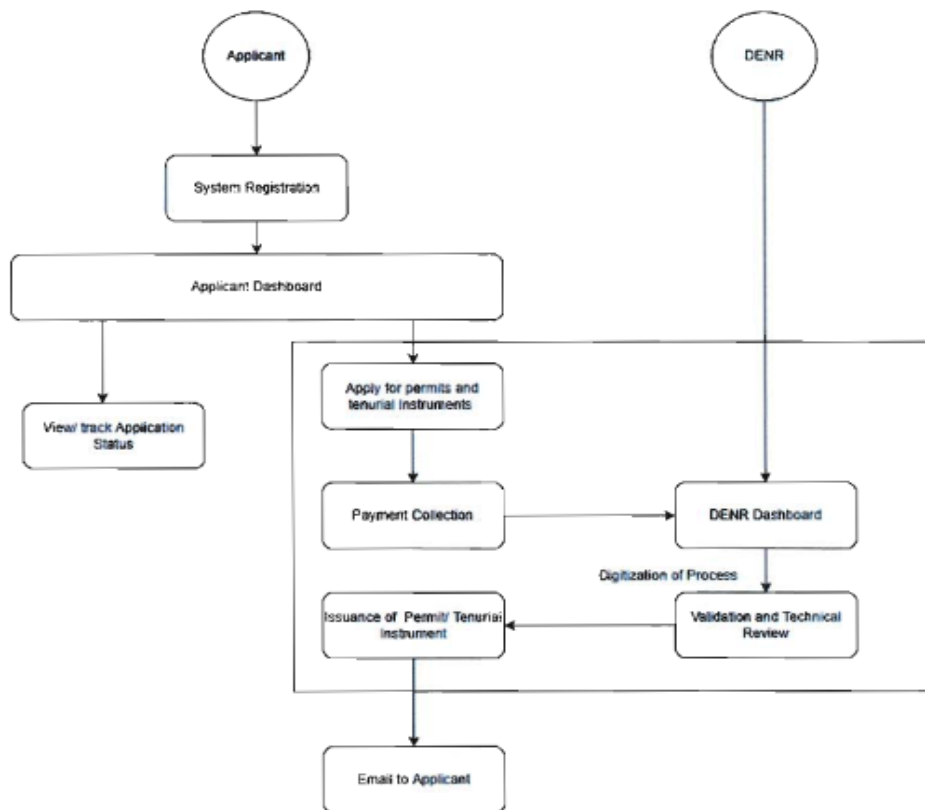 Applicant
DENR
System Registration
Applicant Dashboard
Apply for permits and
tenurial Instruments
View/ track Application
Status
Payment Collection
DENR Dashboard
Digitization of Process
Issuance of Permit/ Tenurial
Instrument
Validation and Technical
Review
Email to Applicant